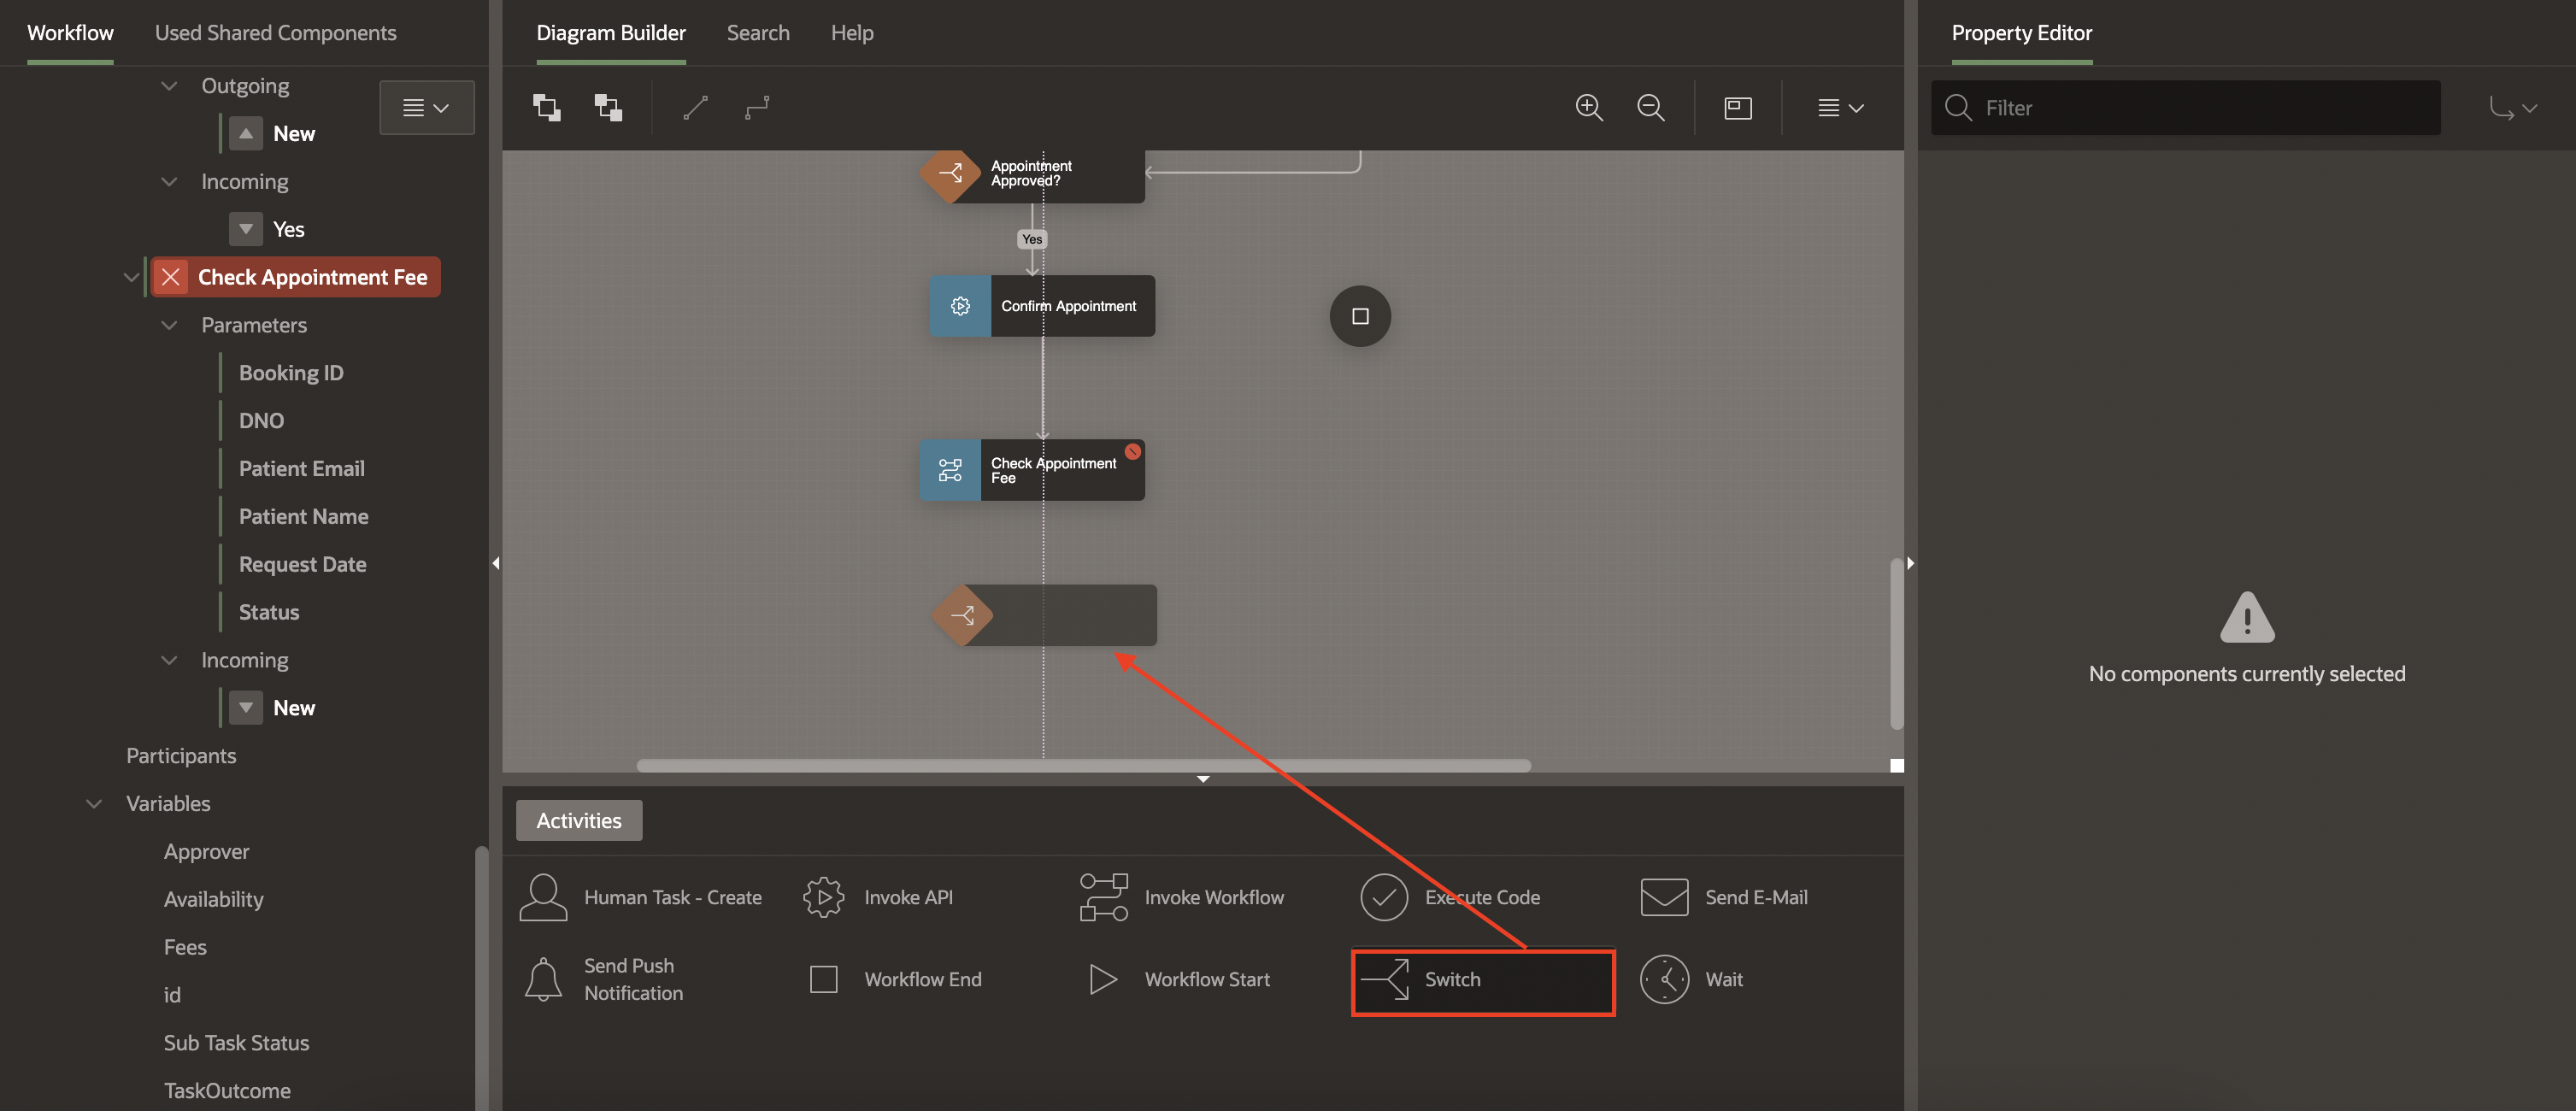 Workflow
Used Shared Components
Outgoing
New
Incoming
Yes
Check Appointment Fee
Parameters
Booking ID
DNO
Patient Email
Patient Name
Request Date
Status
Incoming
New
Participants
Variables
Approver
Availability
Fees
id
Sub Task Status
TaskOutcome
Diagram Builder
Search
Help
Appointment
Approved?
Yes
Confirm Appointment
Check Appointment
Fee
Activities
Human Task - Create
Invoke API
Invoke Workflow
Execute Code
Send E-Mail
Send Push
Notification
Workflow End
Workflow Start
Switch
Wait
Property Editor
Filter
No components currently selected